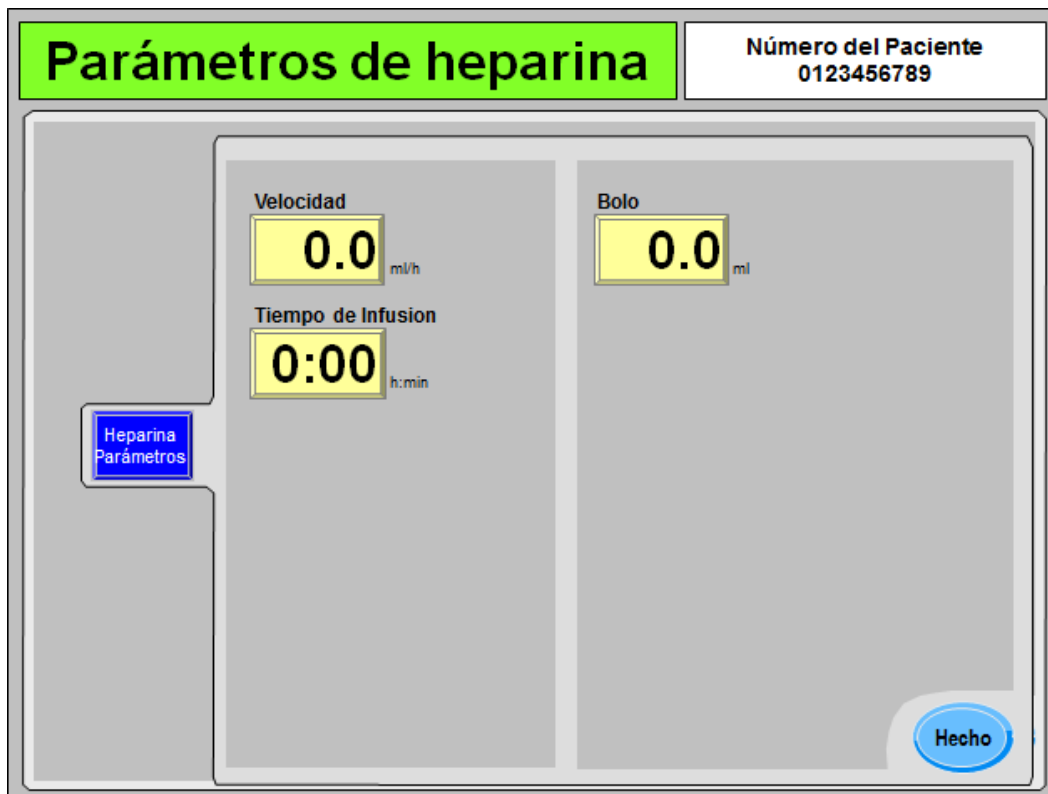 Parámetros de heparina
Número del Paciente
0123456789
Velocidad
0.0 ml/h
Tiempo de Infusion
0:00 h:min
Bolo
0.0 ml
Heparina
Parámetros
Hecho